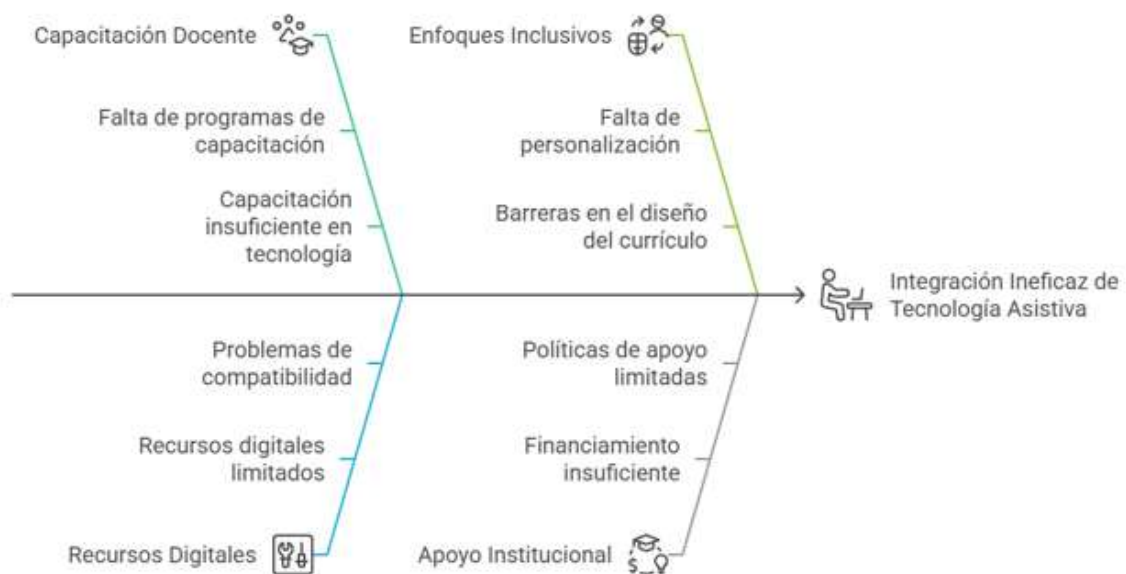 Capacitación Docente
Enfoques Inclusivos
Falta de programas de
capacitación
Falta de
personalización
Capacitación
insuficiente en
tecnología
Barreras en el diseño
del currículo
Integración Ineficaz de
Tecnología Asistiva
Problemas de
compatibilidad
Políticas de apoyo
limitadas
Recursos digitales
limitados
Financiamiento
insuficiente
Recursos Digitales
Apoyo Institucional